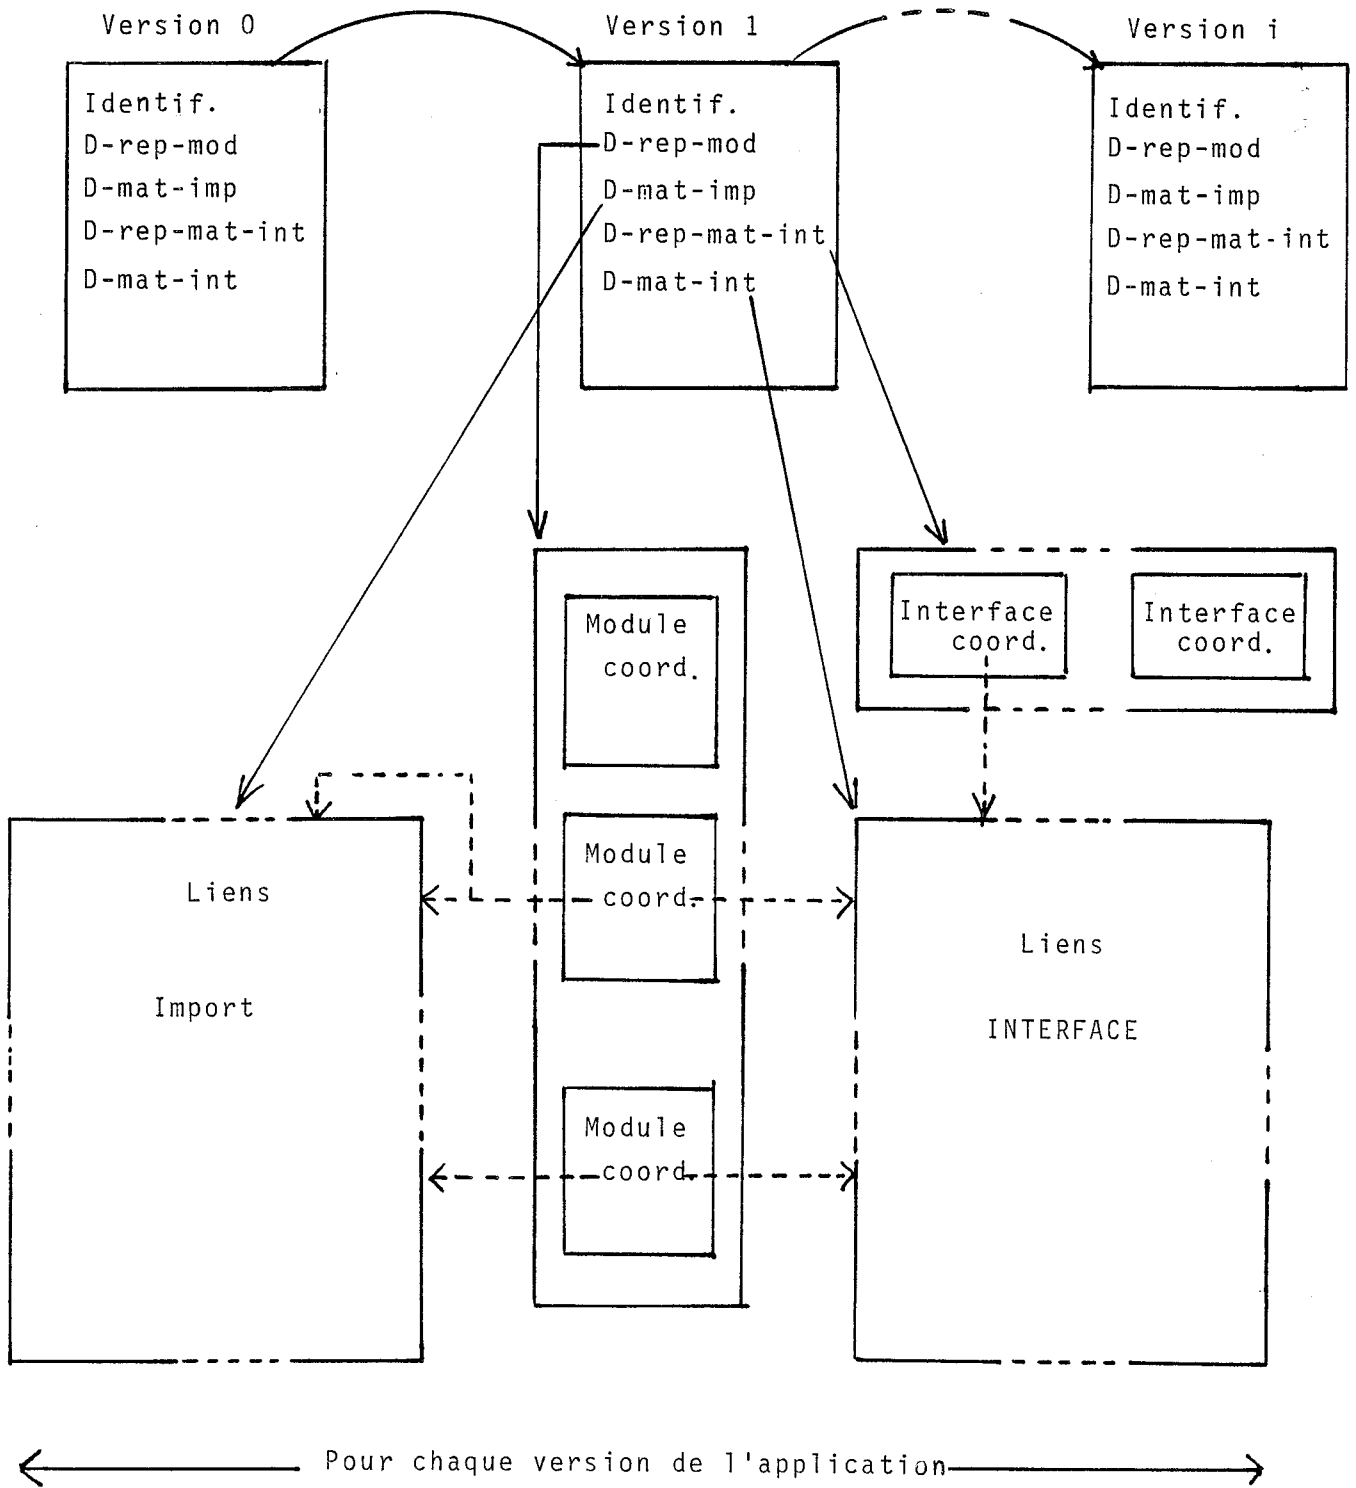 Version 0
Version 1
Version i
Identif.
D-rep-mod
D-mat-imp
D-rep-mat-int
D-mat-int
Identif.
D-rep-mod
D-mat-imp
D-rep-mat-int
D-mat-int
Identif.
D-rep-mod
D-mat-imp
D-rep-mat-int
D-mat-int
Module
coord.
Interface
coord.
Interface
coord.
Module
coord.
Liens
Import
Liens
INTERFACE
Module
coord.
Pour chaque version de l'application